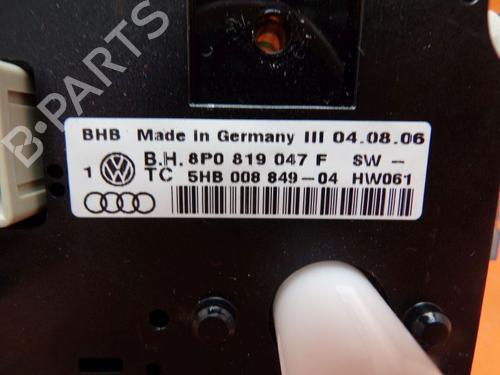 BHB Made in Germany III 04.08.06
1 B.H. 8P0 819 047 F SW -
TC 5HB 008 849-04 HW061
B-PARTS